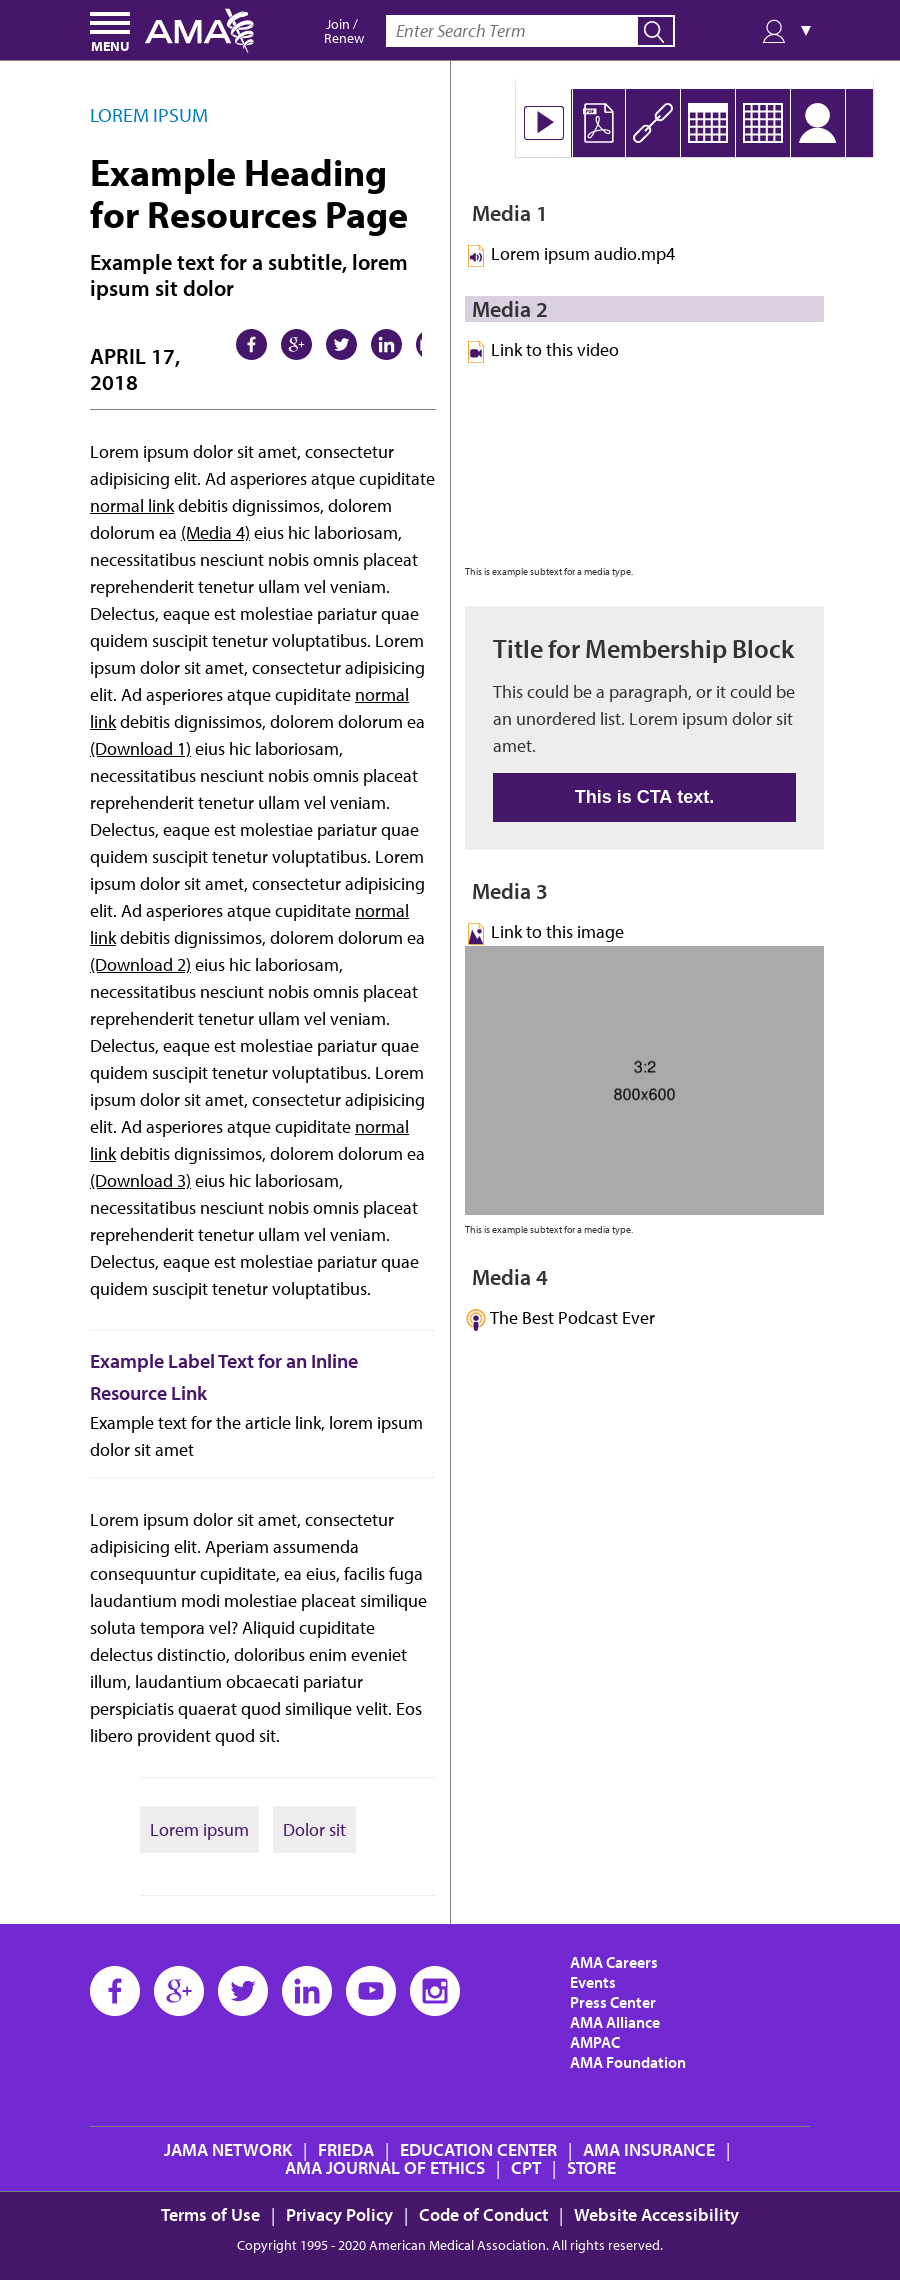 MENU
AMA
Join /
Renew
Enter Search Term
▼
LOREM IPSUM
Example Heading
for Resources Page
Example text for a subtitle, lorem
ipsum sit dolor
APRIL 17,
2018
Lorem ipsum dolor sit amet, consectetur
adipisicing elit. Ad asperiores atque cupiditate
normal link debitis dignissimos, dolorem
dolorum ea (Media 4) eius hic laboriosam,
necessitatibus nesciunt nobis omnis placeat
reprehenderit tenetur ullam vel veniam.
Delectus, eaque est molestiae pariatur quae
quidem suscipit tenetur voluptatibus. Lorem
ipsum dolor sit amet, consectetur adipisicing
elit. Ad asperiores atque cupiditate normal
link debitis dignissimos, dolorem dolorum ea
(Download 1) eius hic laboriosam,
necessitatibus nesciunt nobis omnis placeat
reprehenderit tenetur ullam vel veniam.
Delectus, eaque est molestiae pariatur quae
quidem suscipit tenetur voluptatibus. Lorem
ipsum dolor sit amet, consectetur adipisicing
elit. Ad asperiores atque cupiditate normal
link debitis dignissimos, dolorem dolorum ea
(Download 2) eius hic laboriosam,
necessitatibus nesciunt nobis omnis placeat
reprehenderit tenetur ullam vel veniam.
Delectus, eaque est molestiae pariatur quae
quidem suscipit tenetur voluptatibus. Lorem
ipsum dolor sit amet, consectetur adipisicing
elit. Ad asperiores atque cupiditate normal
link debitis dignissimos, dolorem dolorum ea
(Download 3) eius hic laboriosam,
necessitatibus nesciunt nobis omnis placeat
reprehenderit tenetur ullam vel veniam.
Delectus, eaque est molestiae pariatur quae
quidem suscipit tenetur voluptatibus.
Example Label Text for an Inline
Resource Link
Example text for the article link, lorem ipsum
dolor sit amet
Lorem ipsum dolor sit amet, consectetur
adipisicing elit. Aperiam assumenda
consequuntur cupiditate, ea eius, facilis fuga
laudantium modi molestiae placeat similique
soluta tempora vel? Aliquid cupiditate
delectus distinctio, doloribus enim eveniet
illum, laudantium obcaecati pariatur
perspiciatis quaerat quod similique velit. Eos
libero provident quod sit.
Lorem ipsum Dolor sit
PDF
Media 1
Lorem ipsum audio.mp4
Media 2
Link to this video
This is example subtext for a media type.
Title for Membership Block
This could be a paragraph, or it could be
an unordered list. Lorem ipsum dolor sit
amet.
This is CTA text.
Media 3
Link to this image
3:2
800x600
This is example subtext for a media type.
Media 4
The Best Podcast Ever
AMA Careers
Events
Press Center
AMA Alliance
AMPAC
AMA Foundation
JAMA NETWORK | FRIEDA | EDUCATION CENTER | AMA INSURANCE |
AMA JOURNAL OF ETHICS | CPT | STORE
Terms of Use | Privacy Policy | Code of Conduct | Website Accessibility
Copyright 1995 - 2020 American Medical Association. All rights reserved.